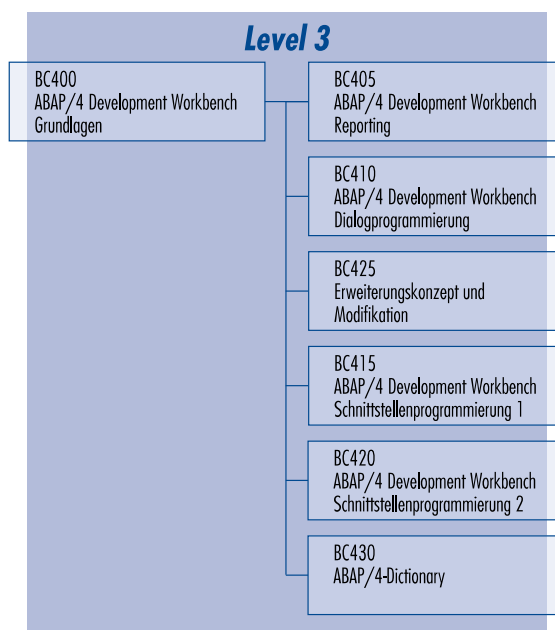 Level 3
BC400
ABAP/4 Development Workbench
Grundlagen
BC405
ABAP/4 Development Workbench
Reporting
BC410
ABAP/4 Development Workbench
Dialogprogrammierung
BC425
Erweiterungskonzept und
Modifikation
BC415
ABAP/4 Development Workbench
Schnittstellenprogrammierung 1
BC420
ABAP/4 Development Workbench
Schnittstellenprogrammierung 2
BC430
ABAP/4-Dictionary